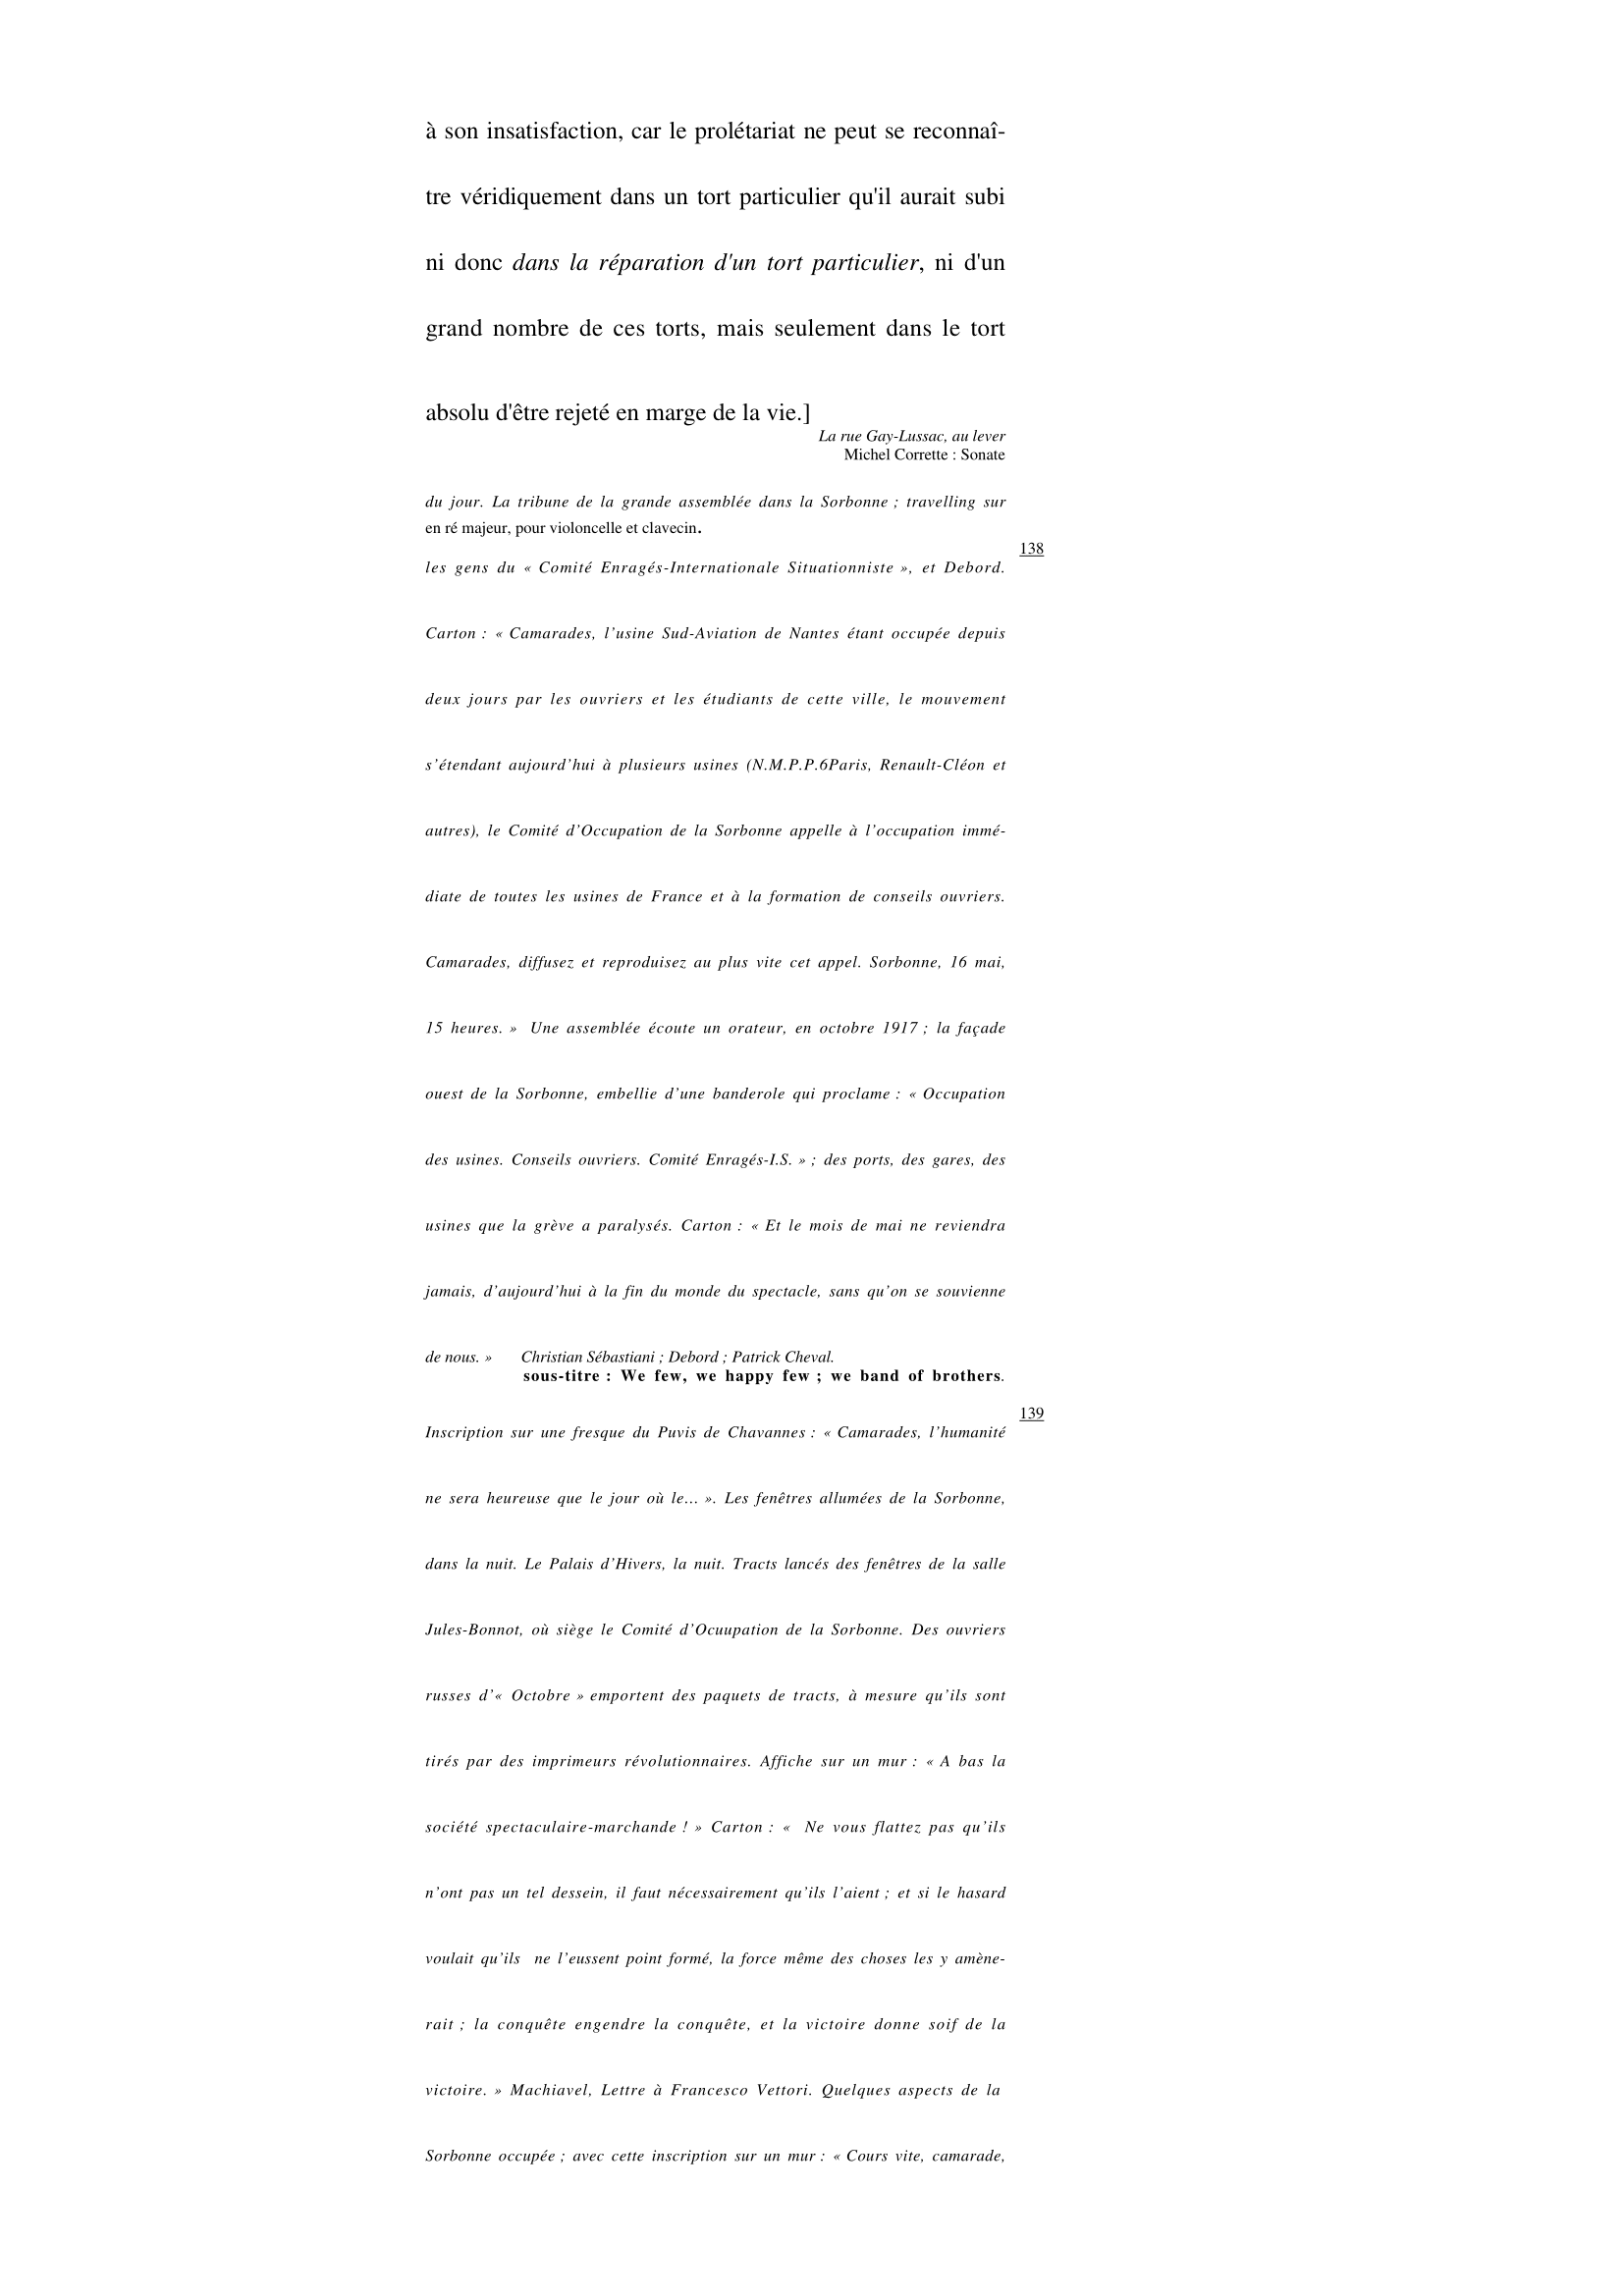 à son insatisfaction, car le prolétariat ne peut se reconnaî-
tre véridiquement dans un tort particulier qu'il aurait subi
ni donc dans la réparation d'un tort particulier, ni d'un
grand nombre de ces torts, mais seulement dans le tort
absolu d'être rejeté en marge de la vie.]
La rue Gay-Lussac, au lever
Michel Corrette : Sonate
du jour. La tribune de la grande assemblée dans la Sorbonne ; travelling sur
en ré majeur, pour violoncelle et clavecin.
138
les gens du « Comité Enragés-Internationale Situationniste », et Debord.
Carton : « Camarades, l’usine Sud-Aviation de Nantes étant occupée depuis
deux jours par les ouvriers et les étudiants de cette ville, le mouvement
s’étendant aujourd’hui à plusieurs usines (N.M.P.P.6Paris, Renault-Cléon et
autres), le Comité d’Occupation de la Sorbonne appelle à l’occupation immé-
diate de toutes les usines de France et à la formation de conseils ouvriers.
Camarades, diffusez et reproduisez au plus vite cet appel. Sorbonne, 16 mai,
15 heures. » Une assemblée écoute un orateur, en octobre 1917 ; la façade
ouest de la Sorbonne, embellie d’une banderole qui proclame : « Occupation
des usines. Conseils ouvriers. Comité Enragés-I.S. » ; des ports, des gares, des
usines que la grève a paralysés. Carton : « Et le mois de mai ne reviendra
jamais, d’aujourd’hui à la fin du monde du spectacle, sans qu’on se souvienne
de nous. » Christian Sébastiani ; Debord ; Patrick Cheval.
sous-titre : We few, we happy few ; we band of brothers.
139
Inscription sur une fresque du Puvis de Chavannes : « Camarades, l’humanité
ne sera heureuse que le jour où le… ». Les fenêtres allumées de la Sorbonne,
dans la nuit. Le Palais d’Hivers, la nuit. Tracts lancés des fenêtres de la salle
Jules-Bonnot, où siège le Comité d’Ocuupation de la Sorbonne. Des ouvriers
russes d’« Octobre » emportent des paquets de tracts, à mesure qu’ils sont
tirés par des imprimeurs révolutionnaires. Affiche sur un mur : « A bas la
société spectaculaire-marchande ! » Carton : « Ne vous flattez pas qu’ils
n’ont pas un tel dessein, il faut nécessairement qu’ils l’aient ; et si le hasard
voulait qu’ils ne l’eussent point formé, la force même des choses les y amène-
rait ; la conquête engendre la conquête, et la victoire donne soif de la
victoire. » Machiavel, Lettre à Francesco Vettori. Quelques aspects de la
Sorbonne occupée ; avec cette inscription sur un mur : « Cours vite, camarade,